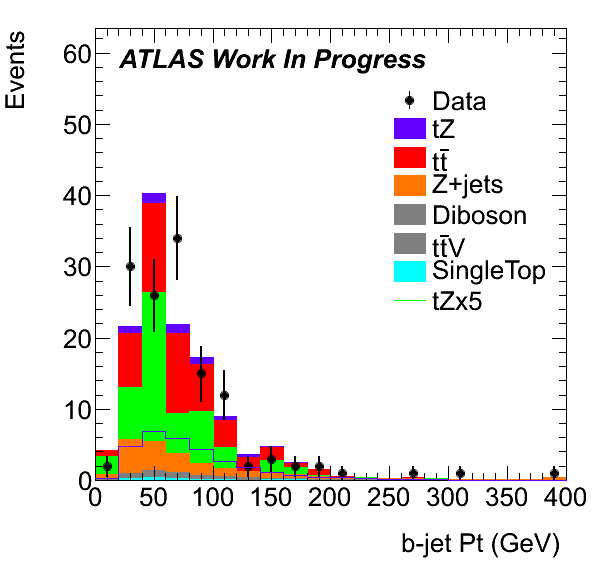 Events
ATLAS Work In Progress
Data
tZ
tt̄
Z+jets
Diboson
tt̄V
SingleTop
tZx5
60
50
40
30
20
10
0
0 50 100 150 200 250 300 350 400
b-jet Pt (GeV)